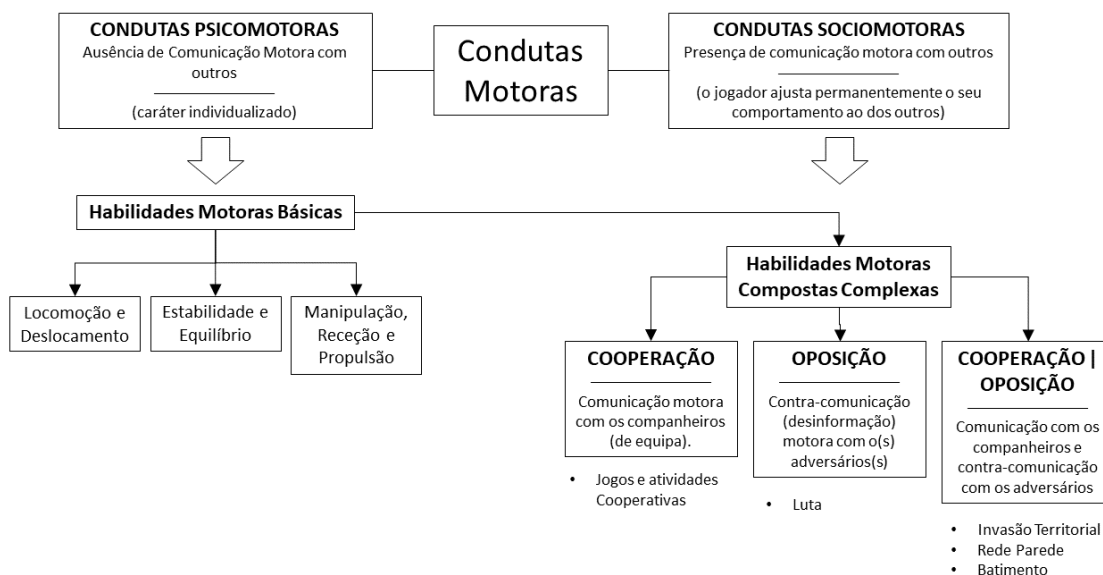 CONDUTAS PSICOMOTORAS
Ausência de Comunicação Motora com
outros
(caráter individualizado)
Condutas
Motoras
CONDUTAS SOCIOMOTORAS
Presença de comunicação motora com outros
(o jogador ajusta permanentemente o seu
comportamento ao dos outros)
Habilidades Motoras Básicas
Locomoção e
Deslocamento
Estabilidade e
Equilíbrio
Manipulação,
Receção e
Propulsão
Habilidades Motoras
Compostas Complexas
COOPERAÇÃO
Comunicação motora
com os companheiros
(de equipa).
• Jogos e atividades
Cooperativas
OPOSIÇÃO
Contra-comunicação
(desinformação)
motora com o(s)
adversários(s)
• Luta
COOPERAÇÃO |
OPOSIÇÃO
Comunicação com os
companheiros e
contra-comunicação
com os adversários
• Invasão Territorial
• Rede Parede
• Batimento